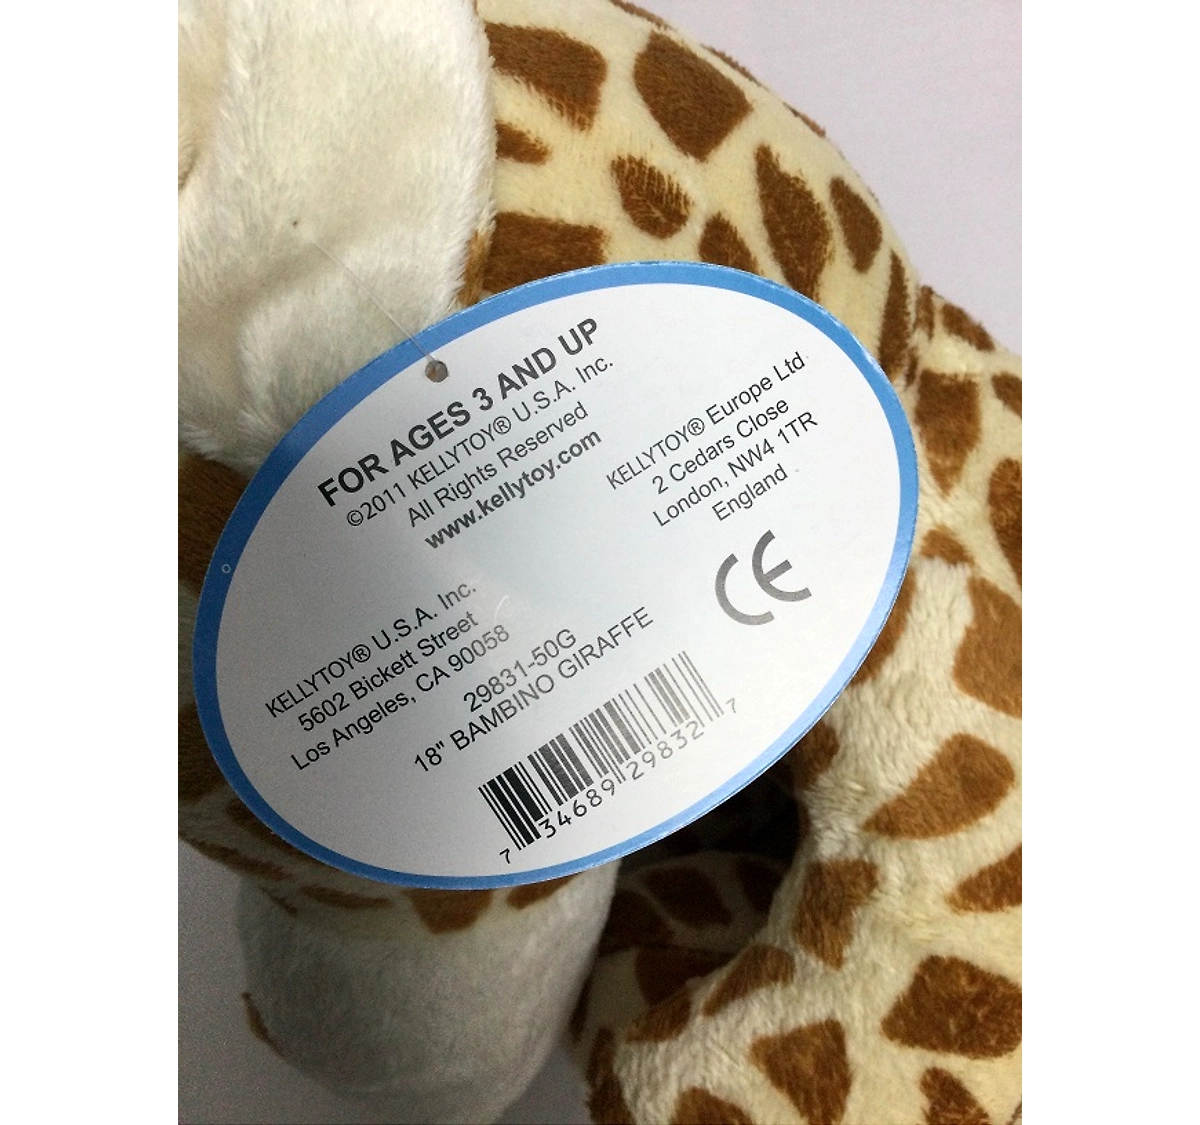 FOR AGES 3 AND UP
©2011 KELLYTOY® U.S.A. Inc.
All Rights Reserved
www.kellytoy.com
KELLYTOY® Europe Ltd
2 Cedars Close
London, NW4 1TR
England
CE
KELLYTOY® U.S.A. Inc.
5602 Bickett Street
Los Angeles, CA 90058
29831-50G
18" BAMBINO GIRAFFE
7 34689 29832 7